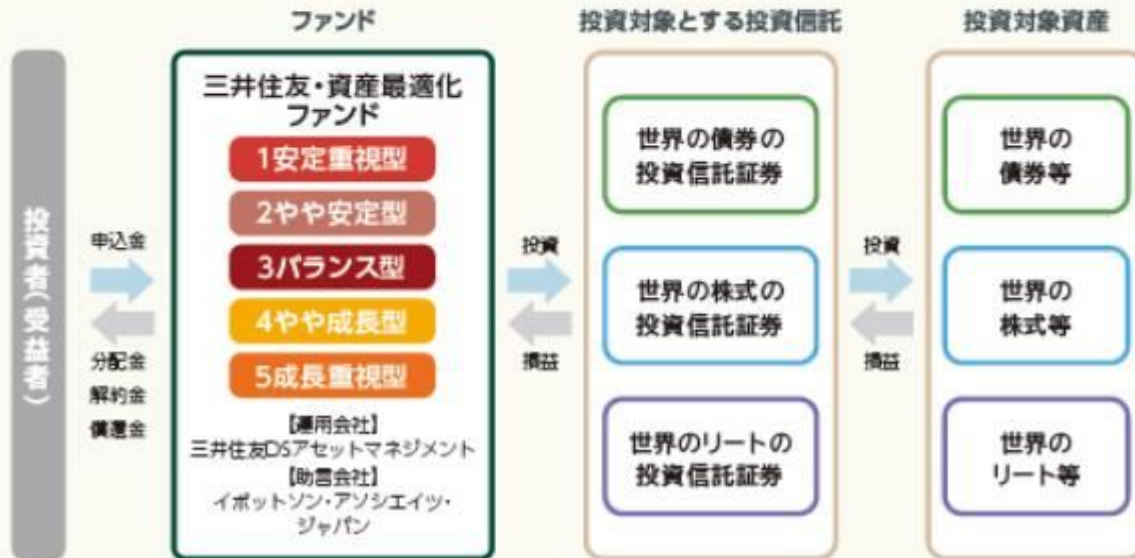 ファンド
投資対象とする投資信託
投資対象資産
投資者(受益者)
申込金
分配金
解約金
償還金
三井住友・資産最適化
ファンド
1安定重視型
2やや安定型
3バランス型
4やや成長型
5成長重視型
【運用会社】
三井住友DSアセットマネジメント
【助言会社】
イボットソン・アソシエイツ・
ジャパン
投資
損益
世界の債券の
投資信託証券
世界の株式の
投資信託証券
世界のリートの
投資信託証券
投資
損益
世界の
債券等
世界の
株式等
世界の
リート等